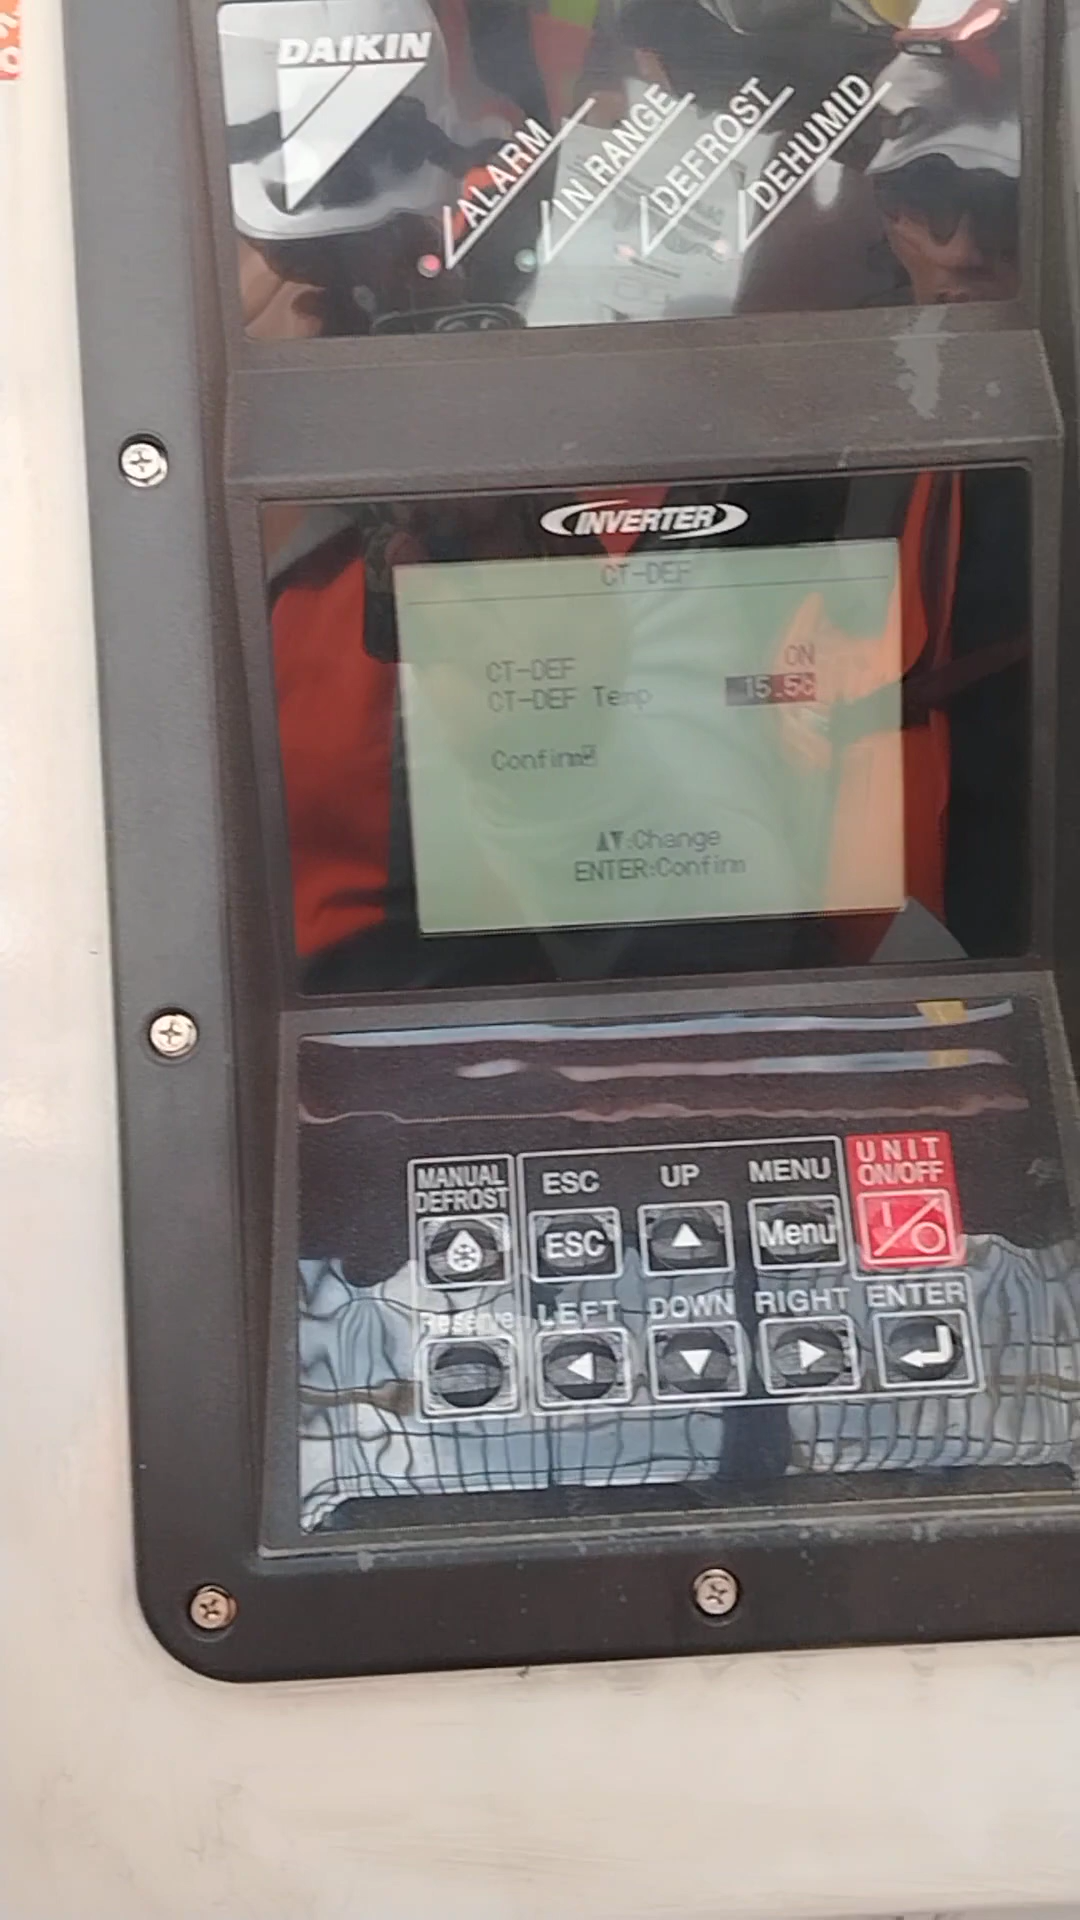 DAIKIN
ALARM
IN RANGE
DEFROST
DEHUMID
INVERTER
CT-DEF
CT-DEF ON
CT-DEF Temp 15.5c
Confirm
▲▼:Change
ENTER:Confirm
MANUAL DEFROST
ESC
UP
MENU
UNIT ON/OFF
ESC
Menu
I/O
Reserve
LEFT
DOWN
RIGHT
ENTER